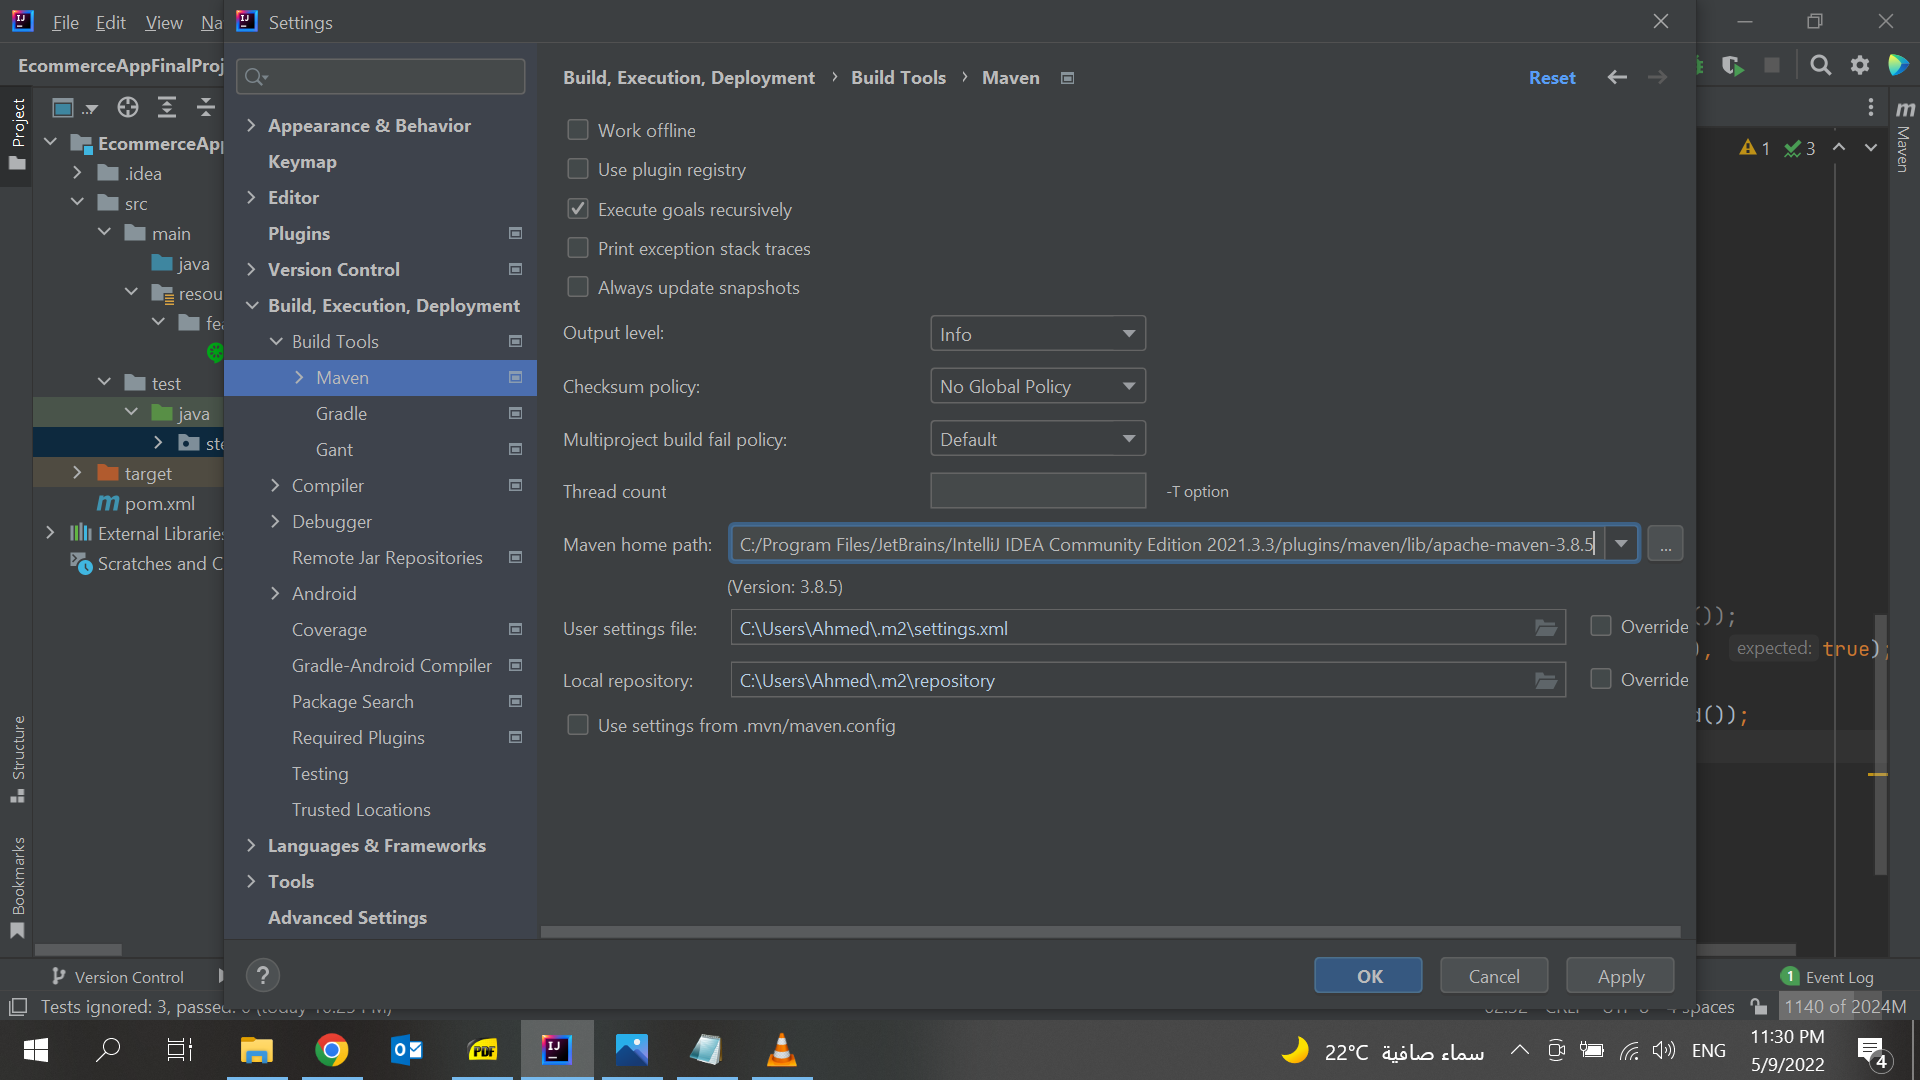 File Edit View Na
Settings
EcommerceAppFinalProj
Build, Execution, Deployment › Build Tools › Maven
Reset
Project
EcommerceApp
.idea
src
main
java
resou
fea
test
java
ste
target
pom.xml
External Libraries
Scratches and C
Structure
Bookmarks
Appearance & Behavior
Keymap
Editor
Plugins
Version Control
Build, Execution, Deployment
Build Tools
Maven
Gradle
Gant
Compiler
Debugger
Remote Jar Repositories
Android
Coverage
Gradle-Android Compiler
Package Search
Required Plugins
Testing
Trusted Locations
Languages & Frameworks
Tools
Advanced Settings
Work offline
Use plugin registry
Execute goals recursively
Print exception stack traces
Always update snapshots
Output level: Info
Checksum policy: No Global Policy
Multiproject build fail policy: Default
Thread count -T option
Maven home path: C:/Program Files/JetBrains/IntelliJ IDEA Community Edition 2021.3.3/plugins/maven/lib/apache-maven-3.8.5 ...
(Version: 3.8.5)
User settings file: C:\Users\Ahmed\.m2\settings.xml Override
Local repository: C:\Users\Ahmed\.m2\repository Override
Use settings from .mvn/maven.config
? OK Cancel Apply
m
Maven
1 3
());
), expected: true);
d());
Version Control
1 Event Log
Tests ignored: 3, passed:
spaces
1140 of 2024M
22°C سماء صافية
ENG
11:30 PM
5/9/2022
4
PDF